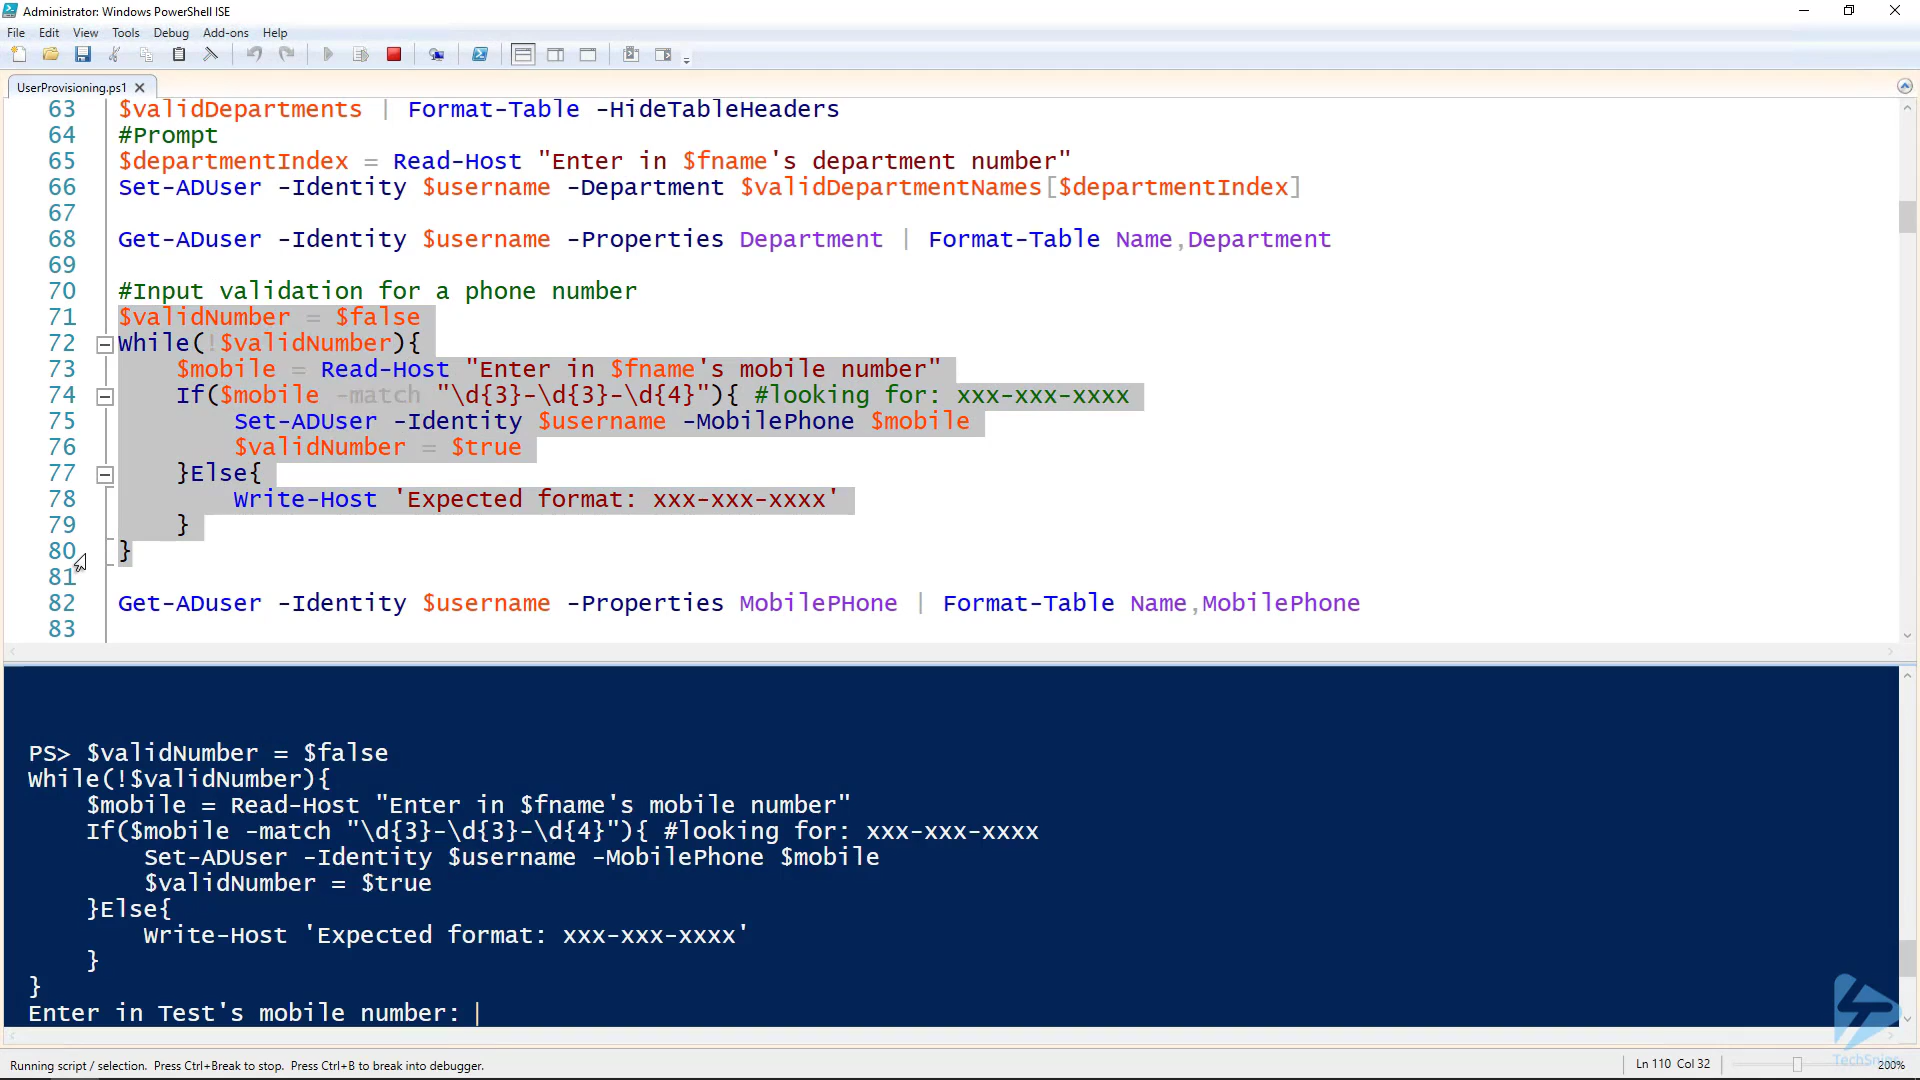 Administrator: Windows PowerShell ISE
File Edit View Tools Debug Add-ons Help
UserProvisioning.ps1
63 $validDepartments | Format-Table -HideTableHeaders
64 #Prompt
65 $departmentIndex = Read-Host "Enter in $fname's department number"
66 Set-ADUser -Identity $username -Department $validDepartmentNames[$departmentIndex]
67
68 Get-ADuser -Identity $username -Properties Department | Format-Table Name,Department
69
70 #Input validation for a phone number
71 $validNumber = $false
72 While(!$validNumber){
73     $mobile = Read-Host "Enter in $fname's mobile number"
74     If($mobile -match "\d{3}-\d{3}-\d{4}"){ #looking for: xxx-xxx-xxxx
75         Set-ADUser -Identity $username -MobilePhone $mobile
76         $validNumber = $true
77     }Else{
78         Write-Host 'Expected format: xxx-xxx-xxxx'
79     }
80 }
81
82 Get-ADuser -Identity $username -Properties MobilePHone | Format-Table Name,MobilePhone
83
PS> $validNumber = $false
While(!$validNumber){
    $mobile = Read-Host "Enter in $fname's mobile number"
    If($mobile -match "\d{3}-\d{3}-\d{4}"){ #looking for: xxx-xxx-xxxx
        Set-ADUser -Identity $username -MobilePhone $mobile
        $validNumber = $true
    }Else{
        Write-Host 'Expected format: xxx-xxx-xxxx'
    }
}
Enter in Test's mobile number:
TechSnips
Running script / selection. Press Ctrl+Break to stop. Press Ctrl+B to break into debugger.
Ln 110 Col 32
200%